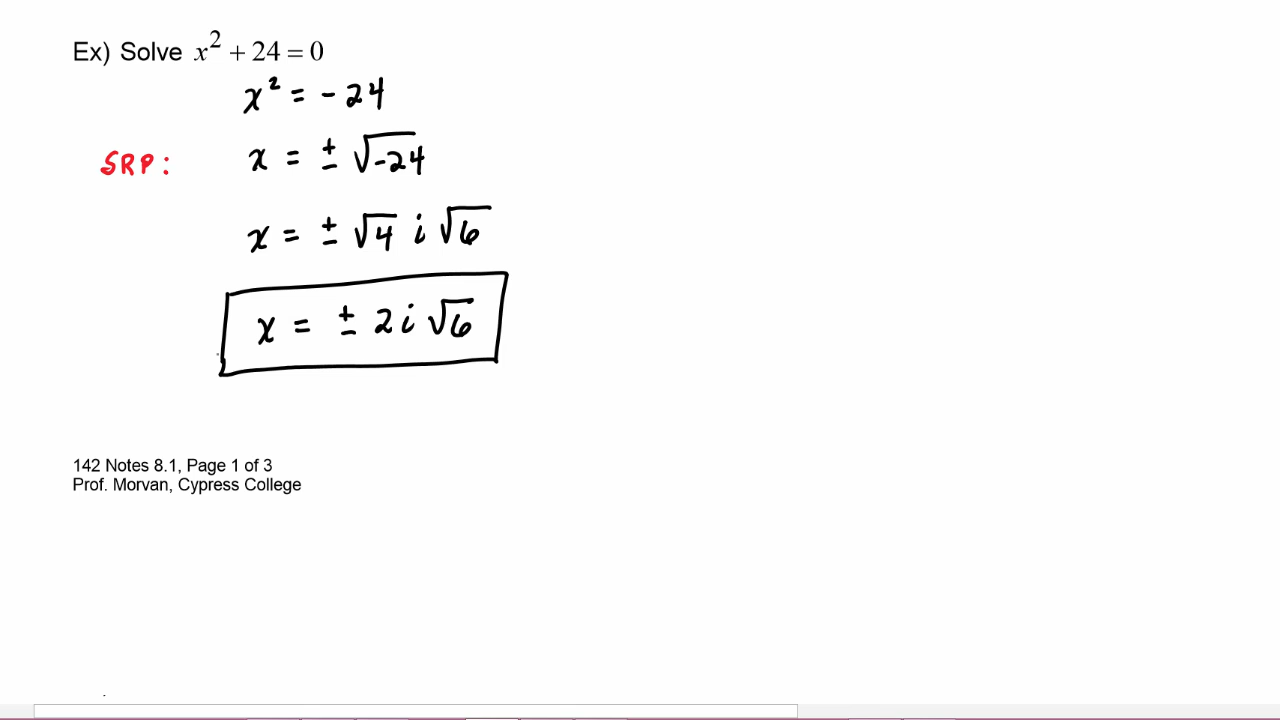 Ex) Solve x² + 24 = 0
x² = - 24
SRP: x = ± √-24
x = ± √4 i √6
x = ± 2 i √6
142 Notes 8.1, Page 1 of 3
Prof. Morvan, Cypress College